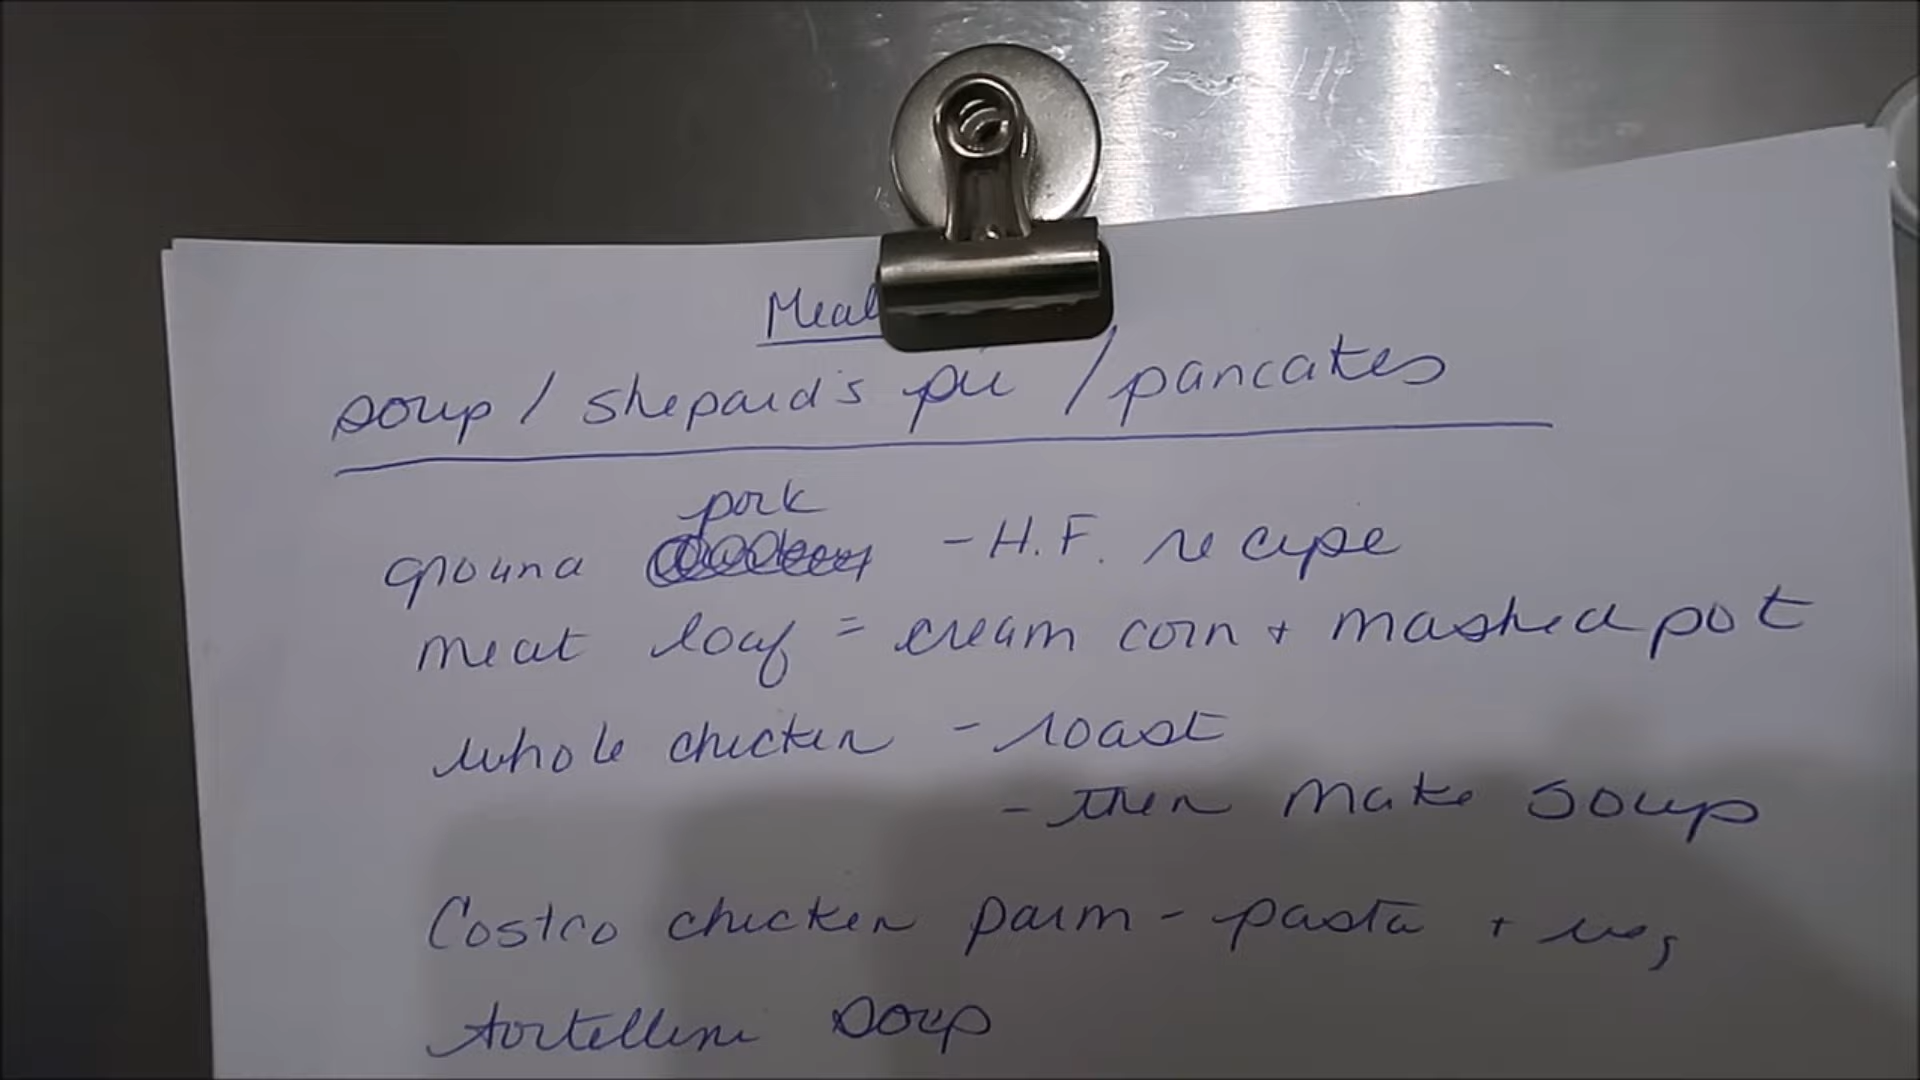 Meal
soup / shepard's pie / pancakes
pork
ground - H.F. recipe
meat loaf = cream corn + mashed pot
whole chicken - roast
- then make soup
Costco chicken parm - pasta + veg
tortellini soup